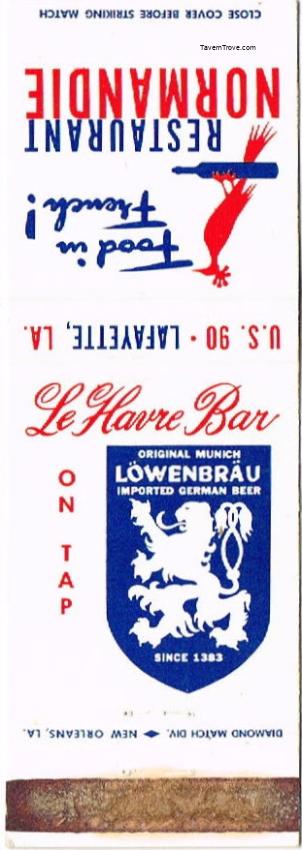 CLOSE COVER BEFORE STRIKING MATCH
TavernTrove.com
RESTAURANT
NORMANDIE
Food in
French!
U.S. 90 • LAFAYETTE, LA.
Le Havre Bar
ON TAP
ORIGINAL MUNICH
LÖWENBRÄU
IMPORTED GERMAN BEER
SINCE 1383
DIAMOND MATCH DIV. NEW ORLEANS, LA.